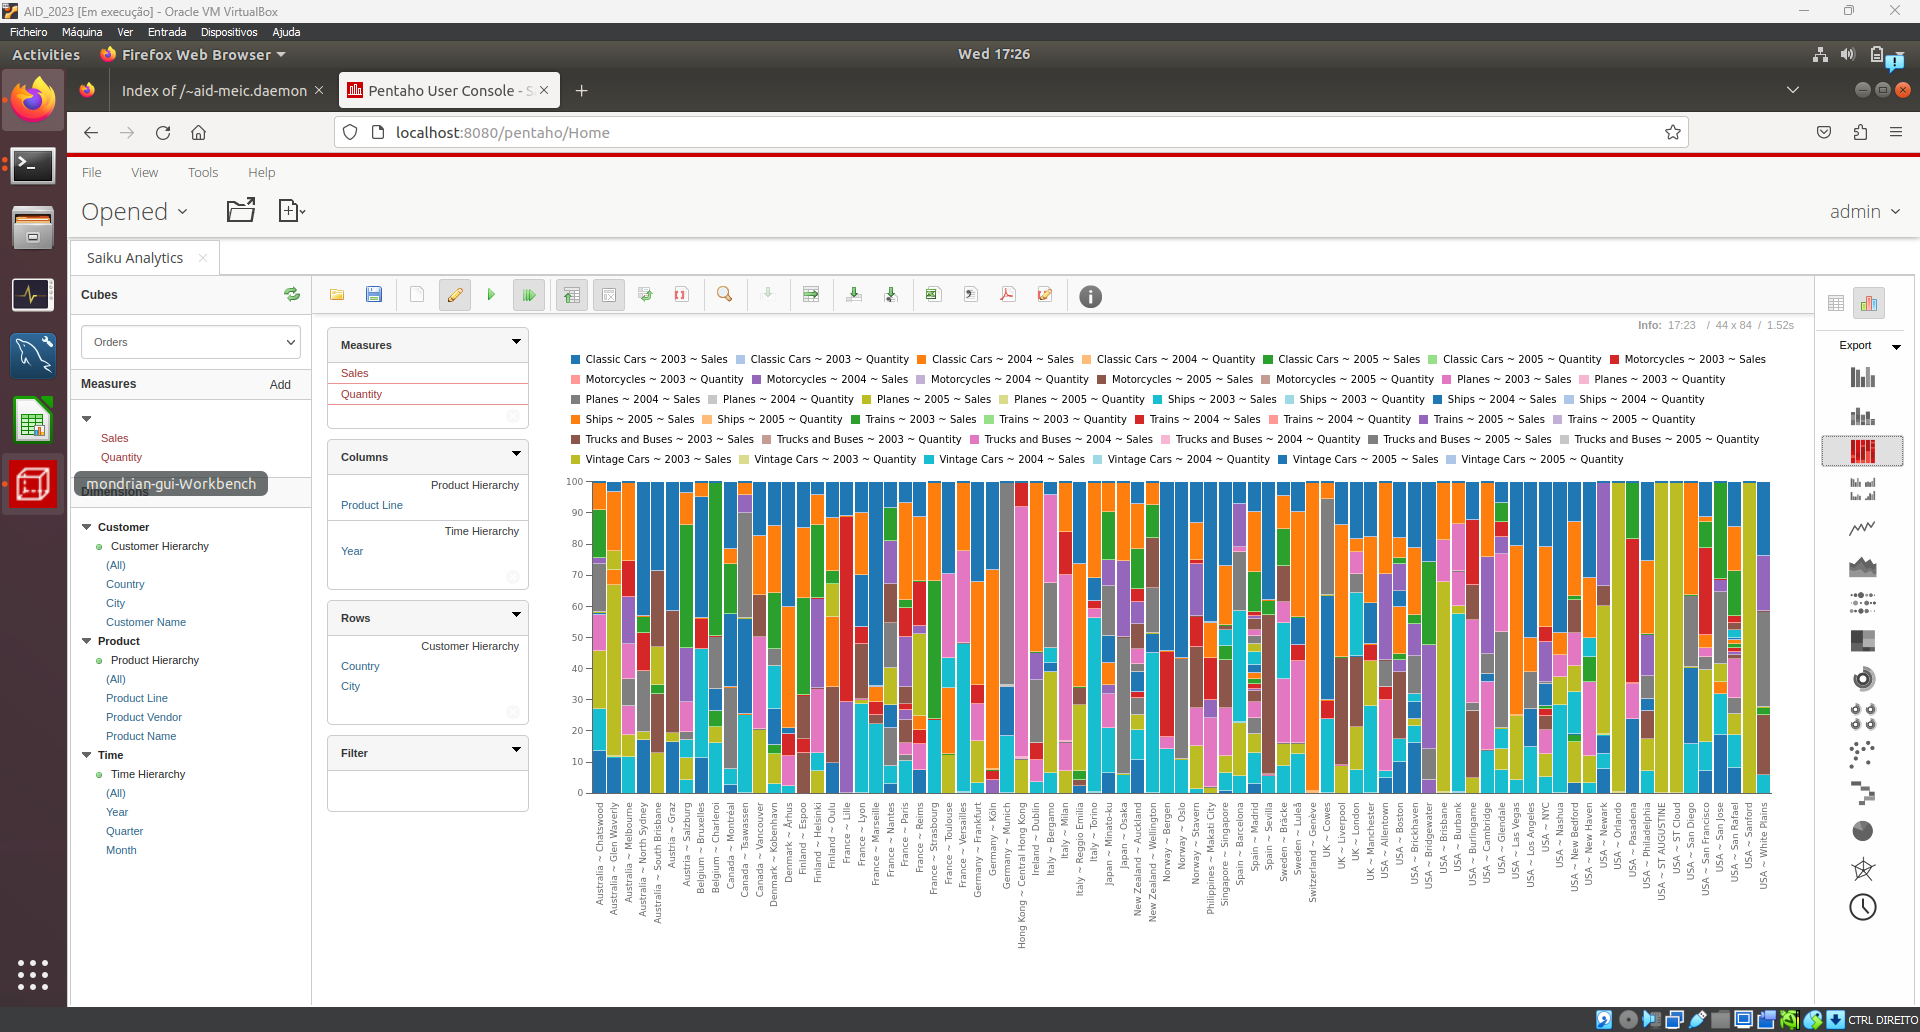 AID_2023 [Em execução] - Oracle VM VirtualBox
Ficheiro Máquina Ver Entrada Dispositivos Ajuda
Activities Firefox Web Browser Wed 17:26
Index of /~aid-meic.daemon Pentaho User Console - S
localhost:8080/pentaho/Home
File View Tools Help
Opened admin
Saiku Analytics
Cubes
Orders
Measures Add
Sales
Quantity
mondrian-gui-Workbench
Dimensions
Customer
Customer Hierarchy
(All)
Country
City
Customer Name
Product
Product Hierarchy
(All)
Product Line
Product Vendor
Product Name
Time
Time Hierarchy
(All)
Year
Quarter
Month
Measures
Sales
Quantity
Columns
Product Hierarchy
Product Line
Time Hierarchy
Year
Rows
Customer Hierarchy
Country
City
Filter
Info: 17:23 / 44 x 84 / 1.52s
Classic Cars ~ 2003 ~ Sales Classic Cars ~ 2003 ~ Quantity Classic Cars ~ 2004 ~ Sales Classic Cars ~ 2004 ~ Quantity Classic Cars ~ 2005 ~ Sales Classic Cars ~ 2005 ~ Quantity Motorcycles ~ 2003 ~ Sales
Motorcycles ~ 2003 ~ Quantity Motorcycles ~ 2004 ~ Sales Motorcycles ~ 2004 ~ Quantity Motorcycles ~ 2005 ~ Sales Motorcycles ~ 2005 ~ Quantity Planes ~ 2003 ~ Sales Planes ~ 2003 ~ Quantity
Planes ~ 2004 ~ Sales Planes ~ 2004 ~ Quantity Planes ~ 2005 ~ Sales Planes ~ 2005 ~ Quantity Ships ~ 2003 ~ Sales Ships ~ 2003 ~ Quantity Ships ~ 2004 ~ Sales Ships ~ 2004 ~ Quantity
Ships ~ 2005 ~ Sales Ships ~ 2005 ~ Quantity Trains ~ 2003 ~ Sales Trains ~ 2003 ~ Quantity Trains ~ 2004 ~ Sales Trains ~ 2004 ~ Quantity Trains ~ 2005 ~ Sales Trains ~ 2005 ~ Quantity
Trucks and Buses ~ 2003 ~ Sales Trucks and Buses ~ 2003 ~ Quantity Trucks and Buses ~ 2004 ~ Sales Trucks and Buses ~ 2004 ~ Quantity Trucks and Buses ~ 2005 ~ Sales Trucks and Buses ~ 2005 ~ Quantity
Vintage Cars ~ 2003 ~ Sales Vintage Cars ~ 2003 ~ Quantity Vintage Cars ~ 2004 ~ Sales Vintage Cars ~ 2004 ~ Quantity Vintage Cars ~ 2005 ~ Sales Vintage Cars ~ 2005 ~ Quantity
100
90
80
70
60
50
40
30
20
10
0
Australia ~ Chatswood
Australia ~ Glen Waverly
Australia ~ Melbourne
Australia ~ North Sydney
Australia ~ South Brisbane
Austria ~ Graz
Austria ~ Salzburg
Belgium ~ Bruxelles
Belgium ~ Charleroi
Canada ~ Montréal
Canada ~ Tsawassen
Canada ~ Vancouver
Denmark ~ Kobenhavn
Denmark ~ Århus
Finland ~ Espoo
Finland ~ Helsinki
Finland ~ Oulu
France ~ Lille
France ~ Lyon
France ~ Marseille
France ~ Nantes
France ~ Paris
France ~ Reims
France ~ Strasbourg
France ~ Toulouse
France ~ Versailles
Germany ~ Frankfurt
Germany ~ Köln
Germany ~ Munich
Hong Kong ~ Central Hong Kong
Ireland ~ Dublin
Italy ~ Bergamo
Italy ~ Milan
Italy ~ Reggio Emilia
Italy ~ Torino
Japan ~ Minato-ku
Japan ~ Osaka
New Zealand ~ Auckland
New Zealand ~ Wellington
Norway ~ Bergen
Norway ~ Oslo
Norway ~ Stavern
Philippines ~ Makati City
Singapore ~ Singapore
Spain ~ Barcelona
Spain ~ Madrid
Spain ~ Sevilla
Sweden ~ Bräcke
Sweden ~ Luleå
Switzerland ~ Genève
UK ~ Cowes
UK ~ Liverpool
UK ~ London
UK ~ Manchester
USA ~ Allentown
USA ~ Boston
USA ~ Brickhaven
USA ~ Bridgewater
USA ~ Brisbane
USA ~ Burbank
USA ~ Burlingame
USA ~ Cambridge
USA ~ Glendale
USA ~ Las Vegas
USA ~ Los Angeles
USA ~ NYC
USA ~ Nashua
USA ~ New Bedford
USA ~ New Haven
USA ~ Newark
USA ~ Orlando
USA ~ Pasadena
USA ~ Philadelphia
USA ~ ST AUGUSTINE
USA ~ ST Cloud
USA ~ San Diego
USA ~ San Francisco
USA ~ San Jose
USA ~ San Rafael
USA ~ Sanford
USA ~ White Plains
Export
CTRL DIREITO